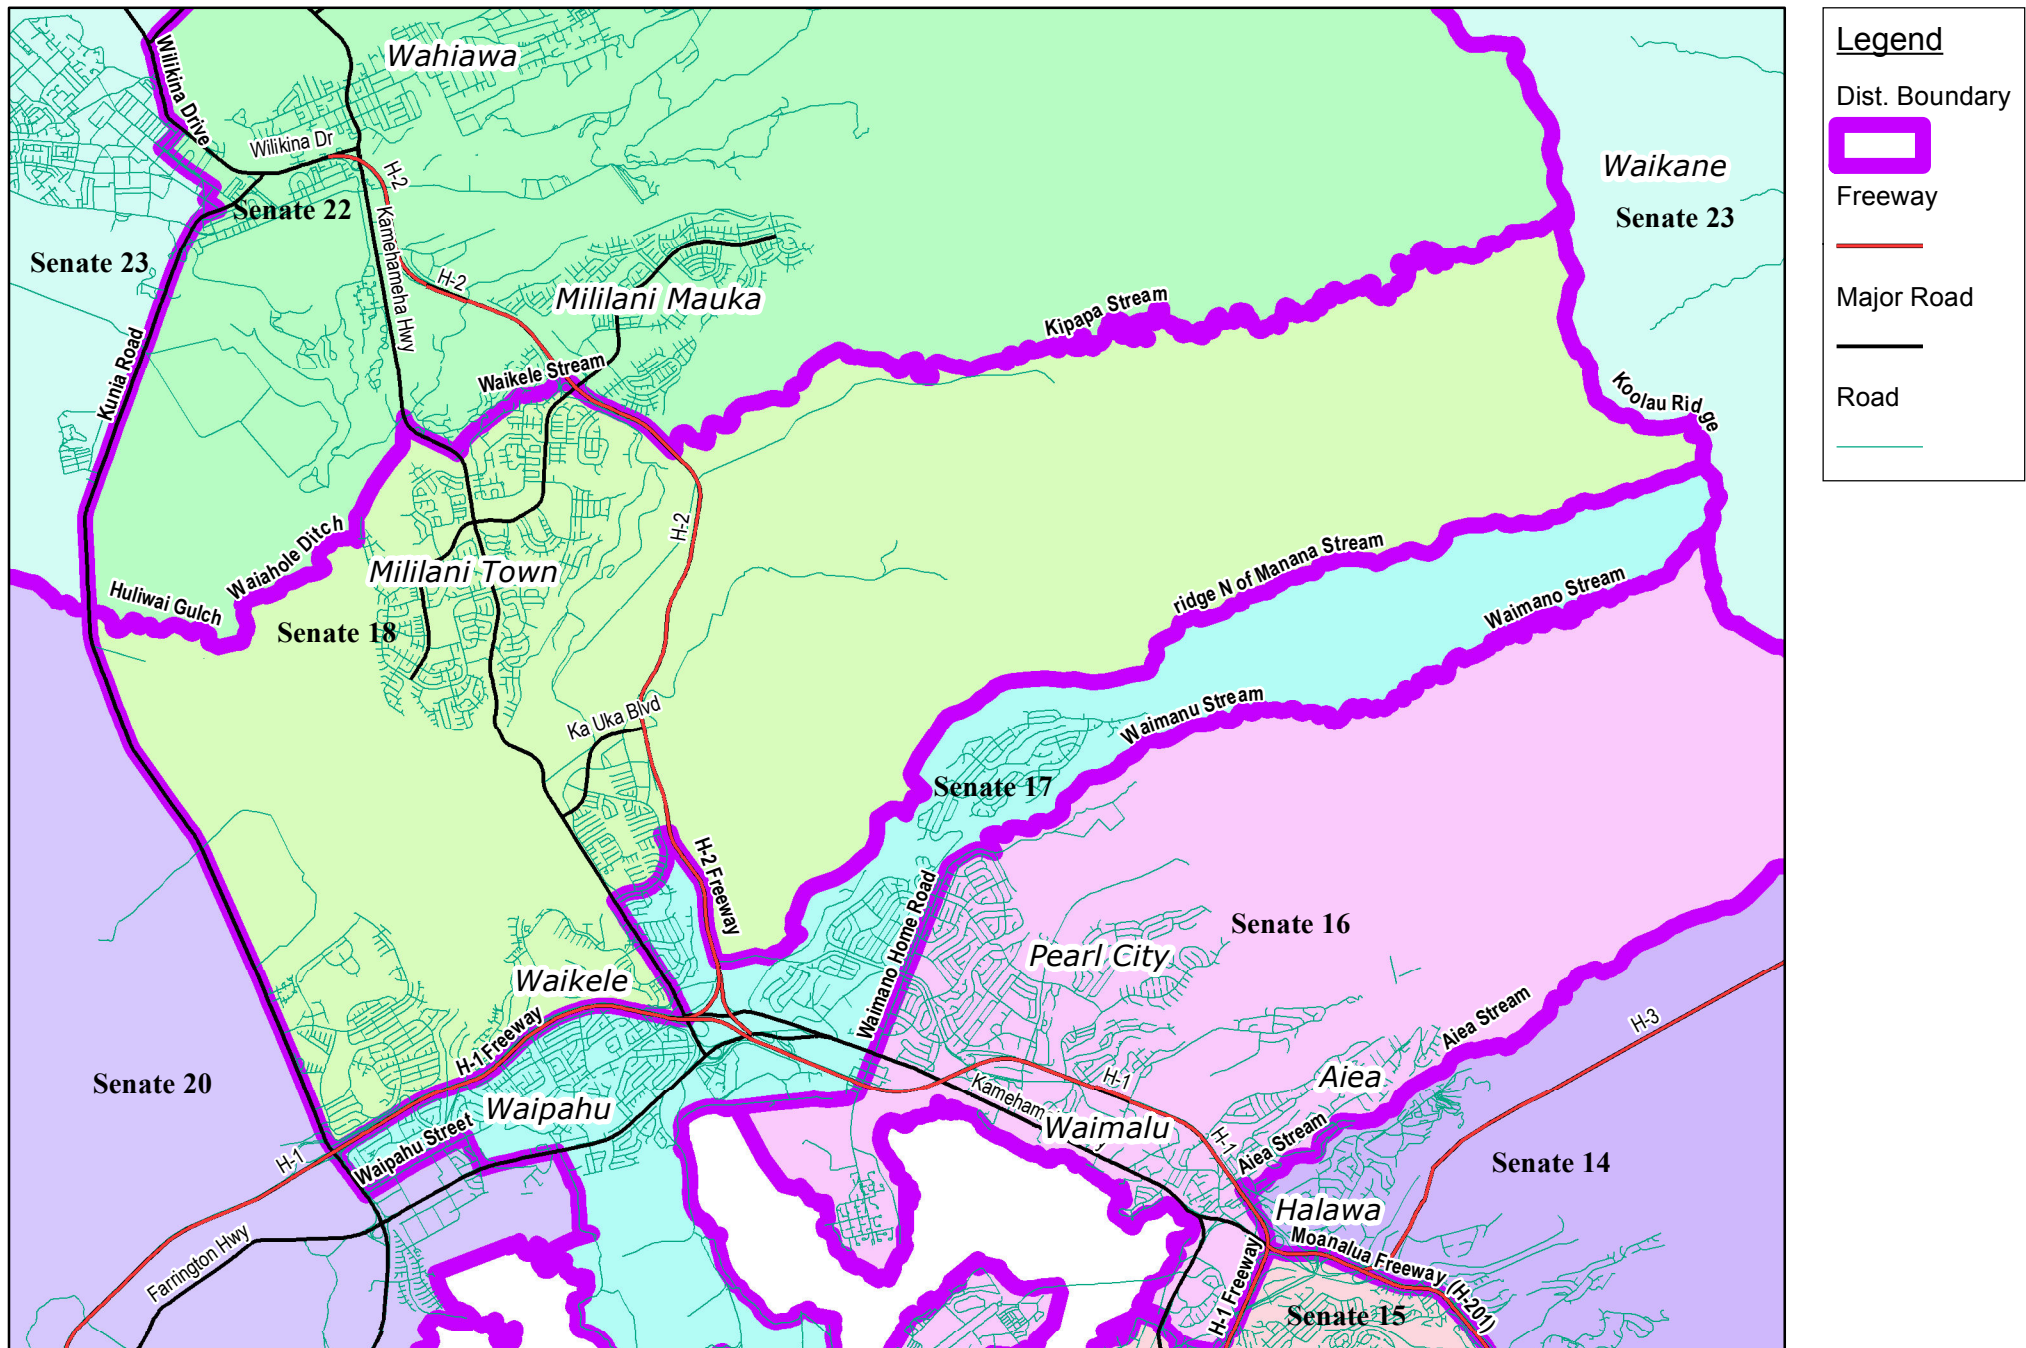 Legend
Dist. Boundary
Freeway
Major Road
Road
Wahiawa
Wilikina Drive
Wilikina Dr
H-2
Waikane
Senate 22
Senate 23
Kamehameha Hwy
Senate 23
H-2
Mililani Mauka
Kipapa Stream
Kunia Road
Waikele Stream
Koolau Ridge
H-2
Waiahole Ditch
Mililani Town
ridge N of Manana Stream
Huliwai Gulch
Waimano Stream
Senate 18
Ka Uka Blvd
Waimanu Stream
Senate 17
H-2 Freeway
Waimano Home Road
Senate 16
Pearl City
Waikele
H-1 Freeway
Aiea Stream
H-3
Senate 20
Waipahu
Kameham
H-1
Aiea
Waimalu
Waipahu Street
H-1
H-1
Aiea Stream
Senate 14
Halawa
Farrington Hwy
Moanalua Freeway (H-201)
H-1 Freeway
Senate 15